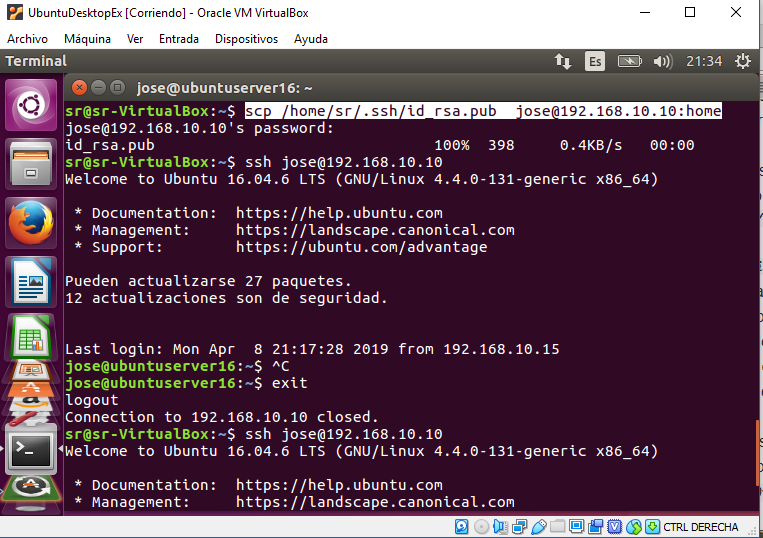 UbuntuDesktopEx [Corriendo] - Oracle VM VirtualBox
Archivo Máquina Ver Entrada Dispositivos Ayuda
Terminal Es 21:34
jose@ubuntuserver16: ~
sr@sr-VirtualBox:~$ scp /home/sr/.ssh/id_rsa.pub jose@192.168.10.10:home
jose@192.168.10.10's password:
id_rsa.pub 100% 398 0.4KB/s 00:00
sr@sr-VirtualBox:~$ ssh jose@192.168.10.10
Welcome to Ubuntu 16.04.6 LTS (GNU/Linux 4.4.0-131-generic x86_64)
* Documentation: https://help.ubuntu.com
* Management: https://landscape.canonical.com
* Support: https://ubuntu.com/advantage
Pueden actualizarse 27 paquetes.
12 actualizaciones son de seguridad.
Last login: Mon Apr 8 21:17:28 2019 from 192.168.10.15
jose@ubuntuserver16:~$ ^C
jose@ubuntuserver16:~$ exit
logout
Connection to 192.168.10.10 closed.
sr@sr-VirtualBox:~$ ssh jose@192.168.10.10
Welcome to Ubuntu 16.04.6 LTS (GNU/Linux 4.4.0-131-generic x86_64)
* Documentation: https://help.ubuntu.com
* Management: https://landscape.canonical.com
CTRL DERECHA